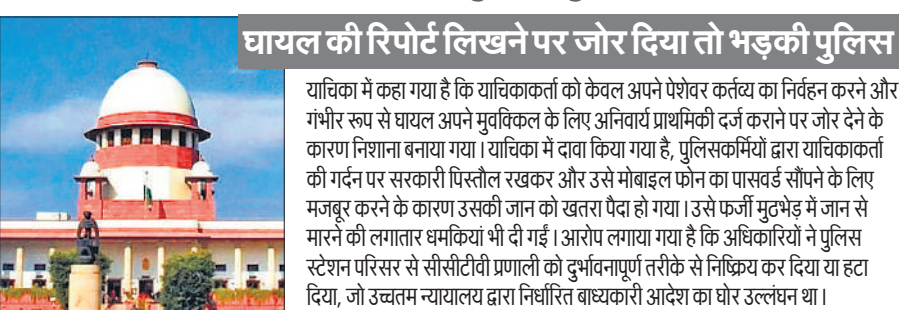 घायल की रिपोर्ट लिखने पर जोर दिया तो भड़की पुलिस
याचिका में कहा गया है कि याचिकाकर्ता को केवल अपने पेशेवर कर्तव्य का निर्वहन करने और
गंभीर रूप से घायल अपने मुवक्किल के लिए अनिवार्य प्राथमिकी दर्ज कराने पर जोर देने के
कारण निशाना बनाया गया। याचिका में दावा किया गया है, पुलिसकर्मियों द्वारा याचिकाकर्ता
की गर्दन पर सरकारी पिस्तौल रखकर और उसे मोबाइल फोन का पासवर्ड सौंपने के लिए
मजबूर करने के कारण उसकी जान को खतरा पैदा हो गया। उसे फर्जी मुठभेड़ में जान से
मारने की लगातार धमकियां भी दी गईं। आरोप लगाया गया है कि अधिकारियों ने पुलिस
स्टेशन परिसर से सीसीटीवी प्रणाली को दुर्भावनापूर्ण तरीके से निष्क्रिय कर दिया या हटा
दिया, जो उच्चतम न्यायालय द्वारा निर्धारित बाध्यकारी आदेश का घोर उल्लंघन था।